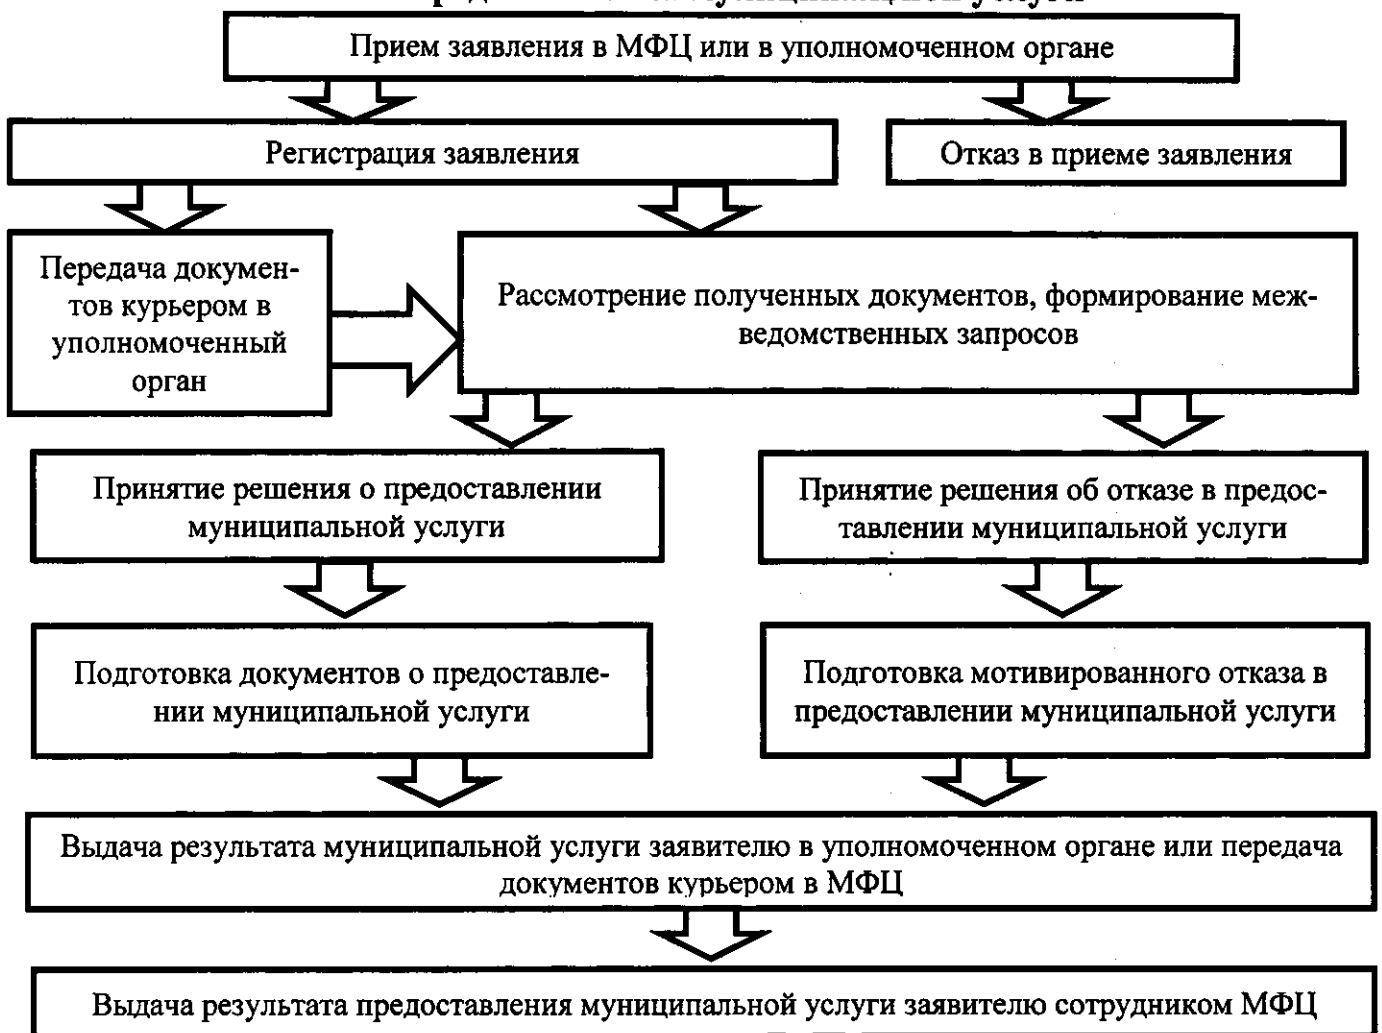 Прием заявления в МФЦ или в уполномоченном органе
Регистрация заявления
Отказ в приеме заявления
Передача докумен-
тов курьером в
уполномоченный
орган
Рассмотрение полученных документов, формирование меж-
ведомственных запросов
Принятие решения о предоставлении
муниципальной услуги
Принятие решения об отказе в предос-
тавлении муниципальной услуги
Подготовка документов о предоставле-
нии муниципальной услуги
Подготовка мотивированного отказа в
предоставлении муниципальной услуги
Выдача результата муниципальной услуги заявителю в уполномоченном органе или передача
документов курьером в МФЦ
Выдача результата предоставления муниципальной услуги заявителю сотрудником МФЦ